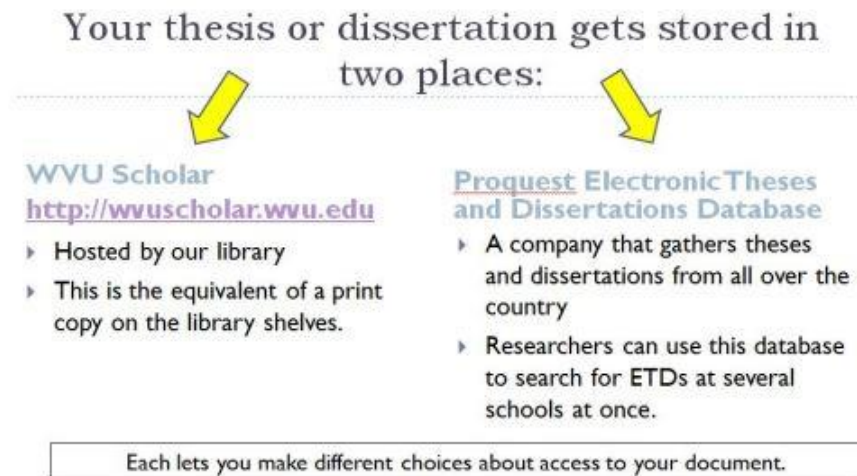 Your thesis or dissertation gets stored in
two places:
WVU Scholar
http://wvuscholar.wvu.edu
Hosted by our library
This is the equivalent of a print
copy on the library shelves.
Proquest Electronic Theses
and Dissertations Database
A company that gathers theses
and dissertations from all over the
country
Researchers can use this database
to search for ETDs at several
schools at once.
Each lets you make different choices about access to your document.